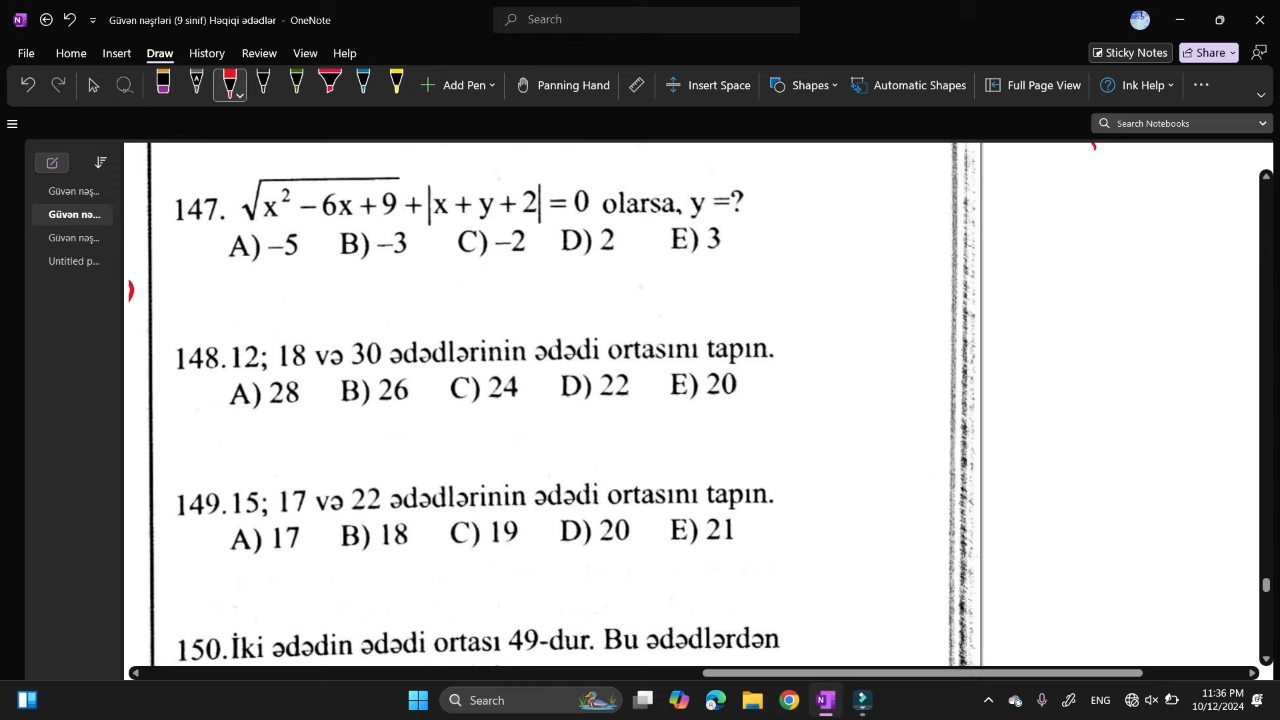 Güvən nəşrləri (9 sinif) Həqiqi ədədlər - OneNote
Search
File Home Insert Draw History Review View Help
Sticky Notes
Share
Add Pen
Panning Hand
Insert Space
Shapes
Automatic Shapes
Full Page View
Ink Help
Search Notebooks
Güvən nəş...
Güvən nə...
Güvən nəş...
Untitled p...
147. √(x² – 6x + 9) + |x + y + 2| = 0 olarsa, y =?
A) –5 B) –3 C) –2 D) 2 E) 3
148. 12; 18 və 30 ədədlərinin ədədi ortasını tapın.
A) 28 B) 26 C) 24 D) 22 E) 20
149. 15; 17 və 22 ədədlərinin ədədi ortasını tapın.
A) 17 B) 18 C) 19 D) 20 E) 21
150. İki ədədin ədədi ortası 49-dur. Bu ədədlərdən
Search
ENG
11:36 PM
10/12/2024